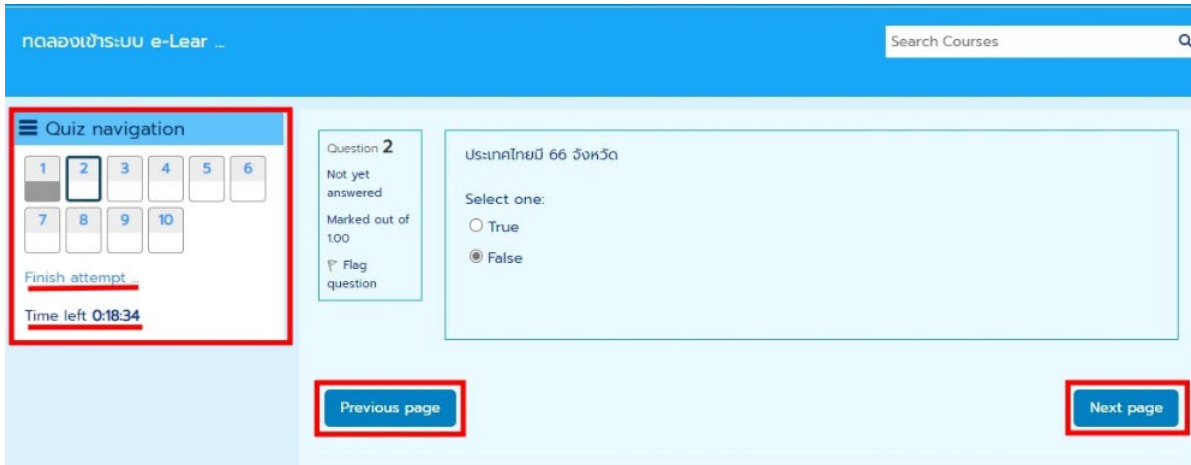 ทดลองเข้าระบบ e-Lear ...
Search Courses
Quiz navigation
1 2 3 4 5 6
7 8 9 10
Finish attempt ...
Time left 0:18:34
Question 2
Not yet
answered
Marked out of
1.00
Flag
question
ประเทศไทยมี 66 จังหวัด
Select one:
True
False
Previous page
Next page